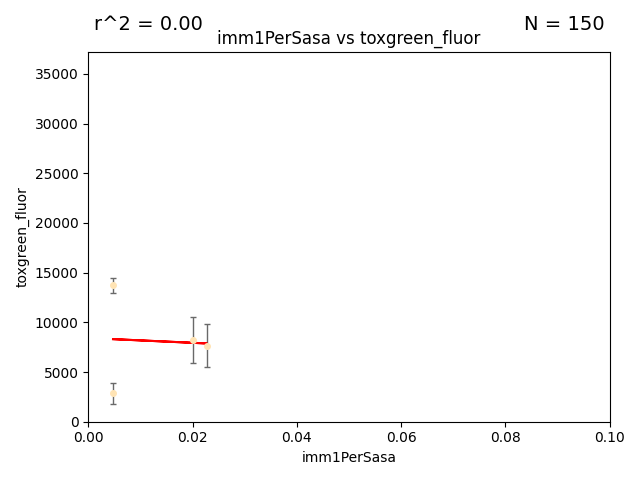 r^2 = 0.00
N = 150
imm1PerSasa vs toxgreen_fluor
toxgreen_fluor
35000
30000
25000
20000
15000
10000
5000
0
0.00 0.02 0.04 0.06 0.08 0.10
imm1PerSasa